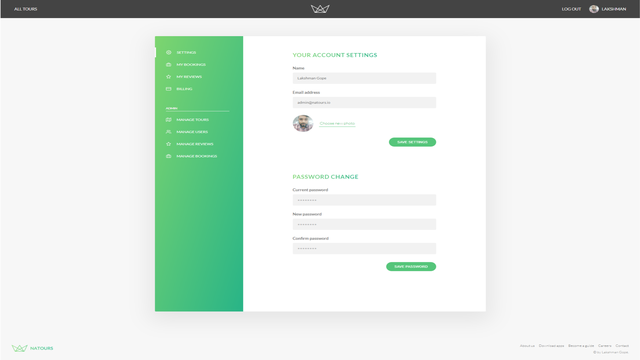 ALL TOURS
LOG OUT
LAKSHMAN
SETTINGS
MY BOOKINGS
MY REVIEWS
BILLING
ADMIN
MANAGE TOURS
MANAGE USERS
MANAGE REVIEWS
MANAGE BOOKINGS
YOUR ACCOUNT SETTINGS
Name
Lakshman Gope
Email address
admin@natours.io
Choose new photo
SAVE SETTINGS
PASSWORD CHANGE
Current password
••••••••
New password
••••••••
Confirm password
••••••••
SAVE PASSWORD
NATOURS
About us Download apps Become a guide Careers Contact
© by Lakshman Gope.